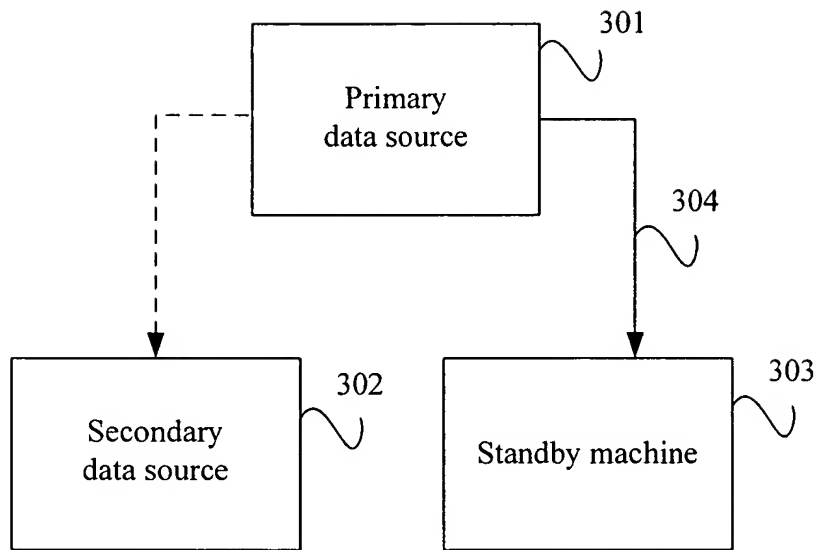 301
Primary
data source
304
303
302
Secondary
data source
Standby machine